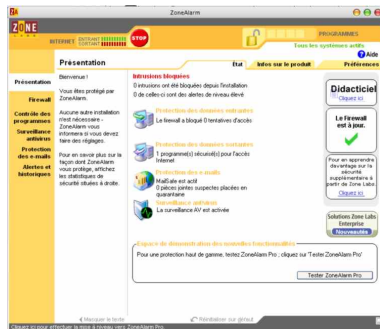 ZA
ZoneAlarm
ZONE
LABS
INTERNET ENTRANT SORTANT
STOP
PROGRAMMES
Tous les systèmes actifs
Aide
Présentation
Etat
Infos sur le produit
Préférences
Présentation
Firewall
Contrôle des programmes
Surveillance antivirus
Protection des e-mails
Alertes et historiques
Bienvenue !
Vous êtes protégé par ZoneAlarm.
Aucune autre installation n'est nécessaire - ZoneAlarm vous informera si vous devez faire des réglages.
Pour en savoir plus sur la façon dont ZoneAlarm vous protège, affichez les statistiques de sécurité situées à droite.
Intrusions bloquées
0 intrusions ont été bloquées depuis l'installation.
0 de celles-ci sont des alertes de niveau élevé
Protection des données entrantes
Le firewall a bloqué 0 tentatives d'accès
Protection des données sortantes
1 programme(s) sécurisé(s) pour l'accès Internet
Protection des e-mails
MailSafe est actif
0 pièces jointes suspectes placées en quarantaine
Surveillance antivirus
La surveillance AV est activée
Espace de démonstration des nouvelles fonctionnalités
Pour une protection haut de gamme, testez ZoneAlarm Pro ; cliquez sur 'Tester ZoneAlarm Pro'
Tester ZoneAlarm Pro
Didacticiel
Cliquez ici
Le Firewall est à jour.
Pour en apprendre davantage sur la sécurité supplémentaire à partir de Zone Labs.
Cliquez ici
Solutions Zone Labs Enterprise
Nouveautés
Masquer le texte
Réinitialiser sur défaut
Cliquez ici pour effectuer la mise à niveau vers ZoneAlarm Pro.